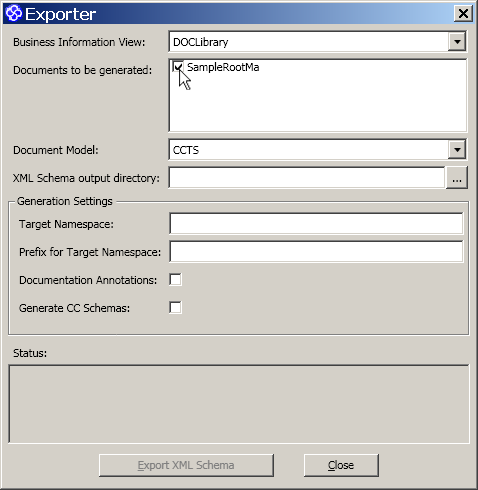 Exporter
Business Information View: DOCLibrary
Documents to be generated: SampleRootMa
Document Model: CCTS
XML Schema output directory: ...
Generation Settings
Target Namespace:
Prefix for Target Namespace:
Documentation Annotations:
Generate CC Schemas:
Status:
Export XML Schema Close